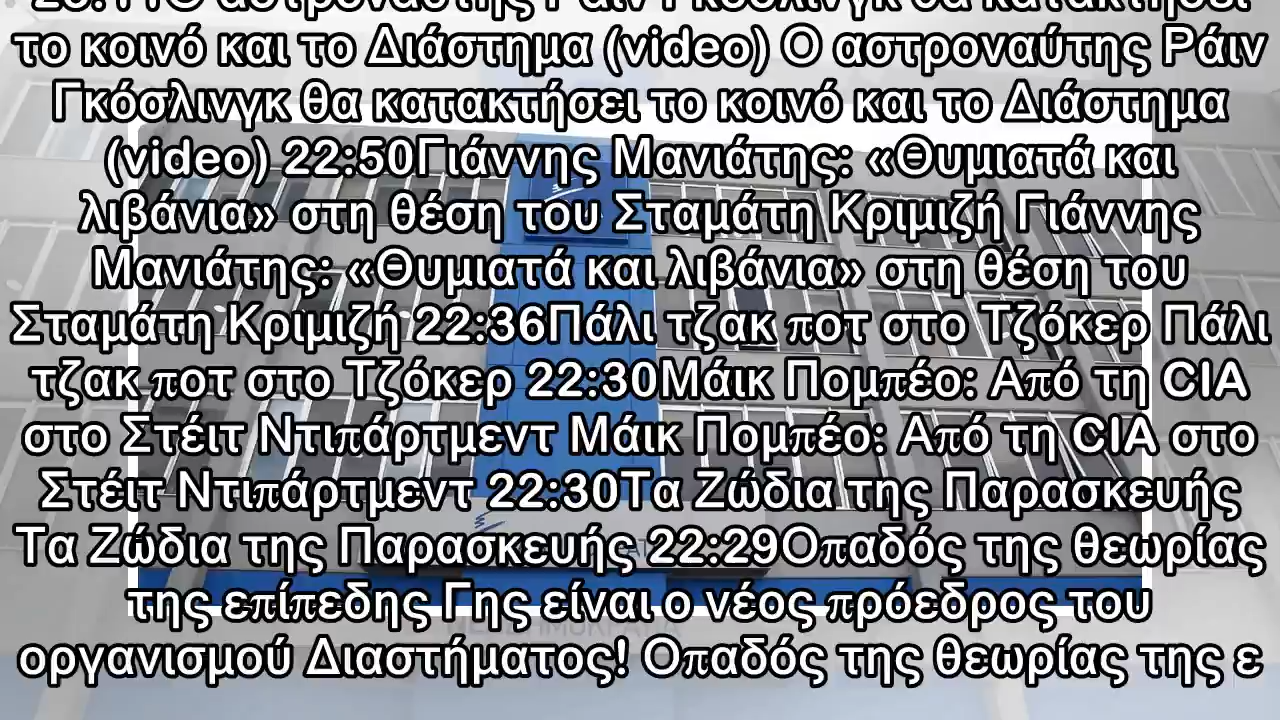 το κοινό και το Διάστημα (video) Ο αστροναύτης Ράιν
Γκόσλινγκ θα κατακτήσει το κοινό και το Διάστημα
(video) 22:50Γιάννης Μανιάτης: «Θυμιατά και
λιβάνια» στη θέση του Σταμάτη Κριμιζή Γιάννης
Μανιάτης: «Θυμιατά και λιβάνια» στη θέση του
Σταμάτη Κριμιζή 22:36Πάλι τζακ ποτ στο Τζόκερ Πάλι
τζακ ποτ στο Τζόκερ 22:30Μάικ Πομπέο: Από τη CIA
στο Στέιτ Ντιπάρτμεντ Μάικ Πομπέο: Από τη CIA στο
Στέιτ Ντιπάρτμεντ 22:30Τα Ζώδια της Παρασκευής
Τα Ζώδια της Παρασκευής 22:29Οπαδός της θεωρίας
της επίπεδης Γης είναι ο νέος πρόεδρος του
οργανισμού Διαστήματος! Οπαδός της θεωρίας της ε